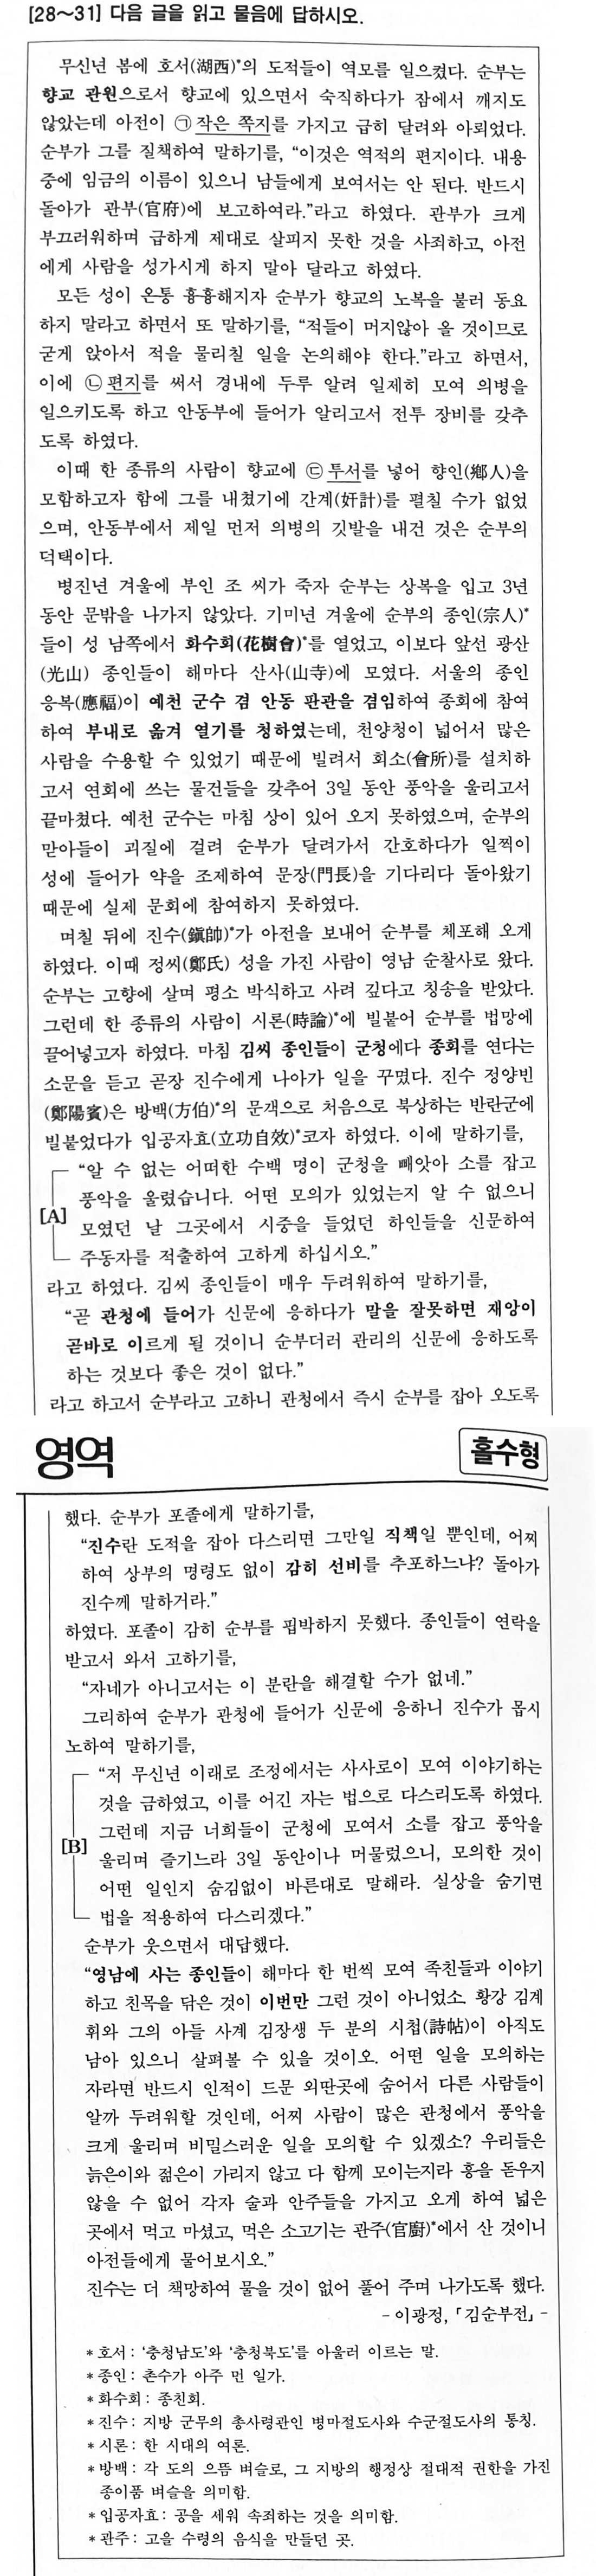 [28~31] 다음 글을 읽고 물음에 답하시오.
무신년 봄에 호서(湖西)*의 도적들이 역모를 일으켰다. 순부는
향교 관원으로서 향교에 있으면서 숙직하다가 잠에서 깨지도
않았는데 아전이 ㉠ 작은 쪽지를 가지고 급히 달려와 아뢰었다.
순부가 그를 질책하여 말하기를, “이것은 역적의 편지이다. 내용
중에 임금의 이름이 있으니 남들에게 보여서는 안 된다. 반드시
돌아가 관부(官府)에 보고하여라.”라고 하였다. 관부가 크게
부끄러워하며 급하게 제대로 살피지 못한 것을 사죄하고, 아전
에게 사람을 성가시게 하지 말아 달라고 하였다.
모든 성이 온통 흉흉해지자 순부가 향교의 노복을 불러 동요
하지 말라고 하면서 또 말하기를, “적들이 머지않아 올 것이므로
굳게 앉아서 적을 물리칠 일을 논의해야 한다.”라고 하면서,
이에 ㉡ 편지를 써서 경내에 두루 알려 일제히 모여 의병을
일으키도록 하고 안동부에 들어가 알리고서 전투 장비를 갖추
도록 하였다.
이때 한 종류의 사람이 향교에 ㉢ 투서를 넣어 향인(鄕人)을
모함하고자 함에 그를 내쳤기에 간계(奸計)를 펼칠 수가 없었
으며, 안동부에서 제일 먼저 의병의 깃발을 내건 것은 순부의
덕택이다.
병진년 겨울에 부인 조 씨가 죽자 순부는 상복을 입고 3년
동안 문밖을 나가지 않았다. 기미년 겨울에 순부의 종인(宗人)*
들이 성 남쪽에서 화수회(花樹會)*를 열었고, 이보다 앞선 광산
(光山) 종인들이 해마다 산사(山寺)에 모였다. 서울의 종인
응복(應福)이 예천 군수 겸 안동 판관을 겸임하여 종회에 참여
하여 부내로 옮겨 열기를 청하였는데, 천양청이 넓어서 많은
사람을 수용할 수 있었기 때문에 빌려서 회소(會所)를 설치하
고서 연회에 쓰는 물건들을 갖추어 3일 동안 풍악을 울리고서
끝마쳤다. 예천 군수는 마침 상이 있어 오지 못하였으며, 순부의
맏아들이 괴질에 걸려 순부가 달려가서 간호하다가 일찍이
성에 들어가 약을 조제하여 문장(門長)을 기다리다 돌아왔기
때문에 실제 문회에 참여하지 못하였다.
며칠 뒤에 진수(鎭帥)*가 아전을 보내어 순부를 체포해 오게
하였다. 이때 정씨(鄭氏) 성을 가진 사람이 영남 순찰사로 왔다.
순부는 고향에 살며 평소 박식하고 사려 깊다고 칭송을 받았다.
그런데 한 종류의 사람이 시론(時論)*에 빌붙어 순부를 법망에
끌어넣고자 하였다. 마침 김씨 종인들이 군청에다 종회를 연다는
소문을 듣고 곧장 진수에게 나아가 일을 꾸몄다. 진수 정양빈
(鄭陽賓)은 방백(方伯)*의 문객으로 처음으로 북상하는 반란군에
빌붙었다가 입공자효(立功自效)*코자 하였다. 이에 말하기를,
“알 수 없는 어떠한 수백 명이 군청을 빼앗아 소를 잡고
풍악을 울렸습니다. 어떤 모의가 있었는지 알 수 없으니
[A] 모였던 날 그곳에서 시중을 들었던 하인들을 신문하여
주동자를 적출하여 고하게 하십시오.”
라고 하였다. 김씨 종인들이 매우 두려워하여 말하기를,
“곧 관청에 들어가 신문에 응하다가 말을 잘못하면 재앙이
곧바로 이르게 될 것이니 순부더러 관리의 신문에 응하도록
하는 것보다 좋은 것이 없다.”
라고 하고서 순부라고 고하니 관청에서 즉시 순부를 잡아 오도록
영역
홀수형
했다. 순부가 포졸에게 말하기를,
“진수란 도적을 잡아 다스리면 그만일 직책일 뿐인데, 어찌
하여 상부의 명령도 없이 감히 선비를 추포하느냐? 돌아가
진수께 말하거라.”
하였다. 포졸이 감히 순부를 핍박하지 못했다. 종인들이 연락을
받고서 와서 고하기를,
“자네가 아니고서는 이 분란을 해결할 수가 없네.”
그리하여 순부가 관청에 들어가 신문에 응하니 진수가 몹시
노하여 말하기를,
“저 무신년 이래로 조정에서는 사사로이 모여 이야기하는
것을 금하였고, 이를 어긴 자는 법으로 다스리도록 하였다.
그런데 지금 너희들이 군청에 모여서 소를 잡고 풍악을
[B] 울리며 즐기느라 3일 동안이나 머물렀으니, 모의한 것이
어떤 일인지 숨김없이 바른대로 말해라. 실상을 숨기면
법을 적용하여 다스리겠다.”
순부가 웃으면서 대답했다.
“영남에 사는 종인들이 해마다 한 번씩 모여 족친들과 이야기
하고 친목을 닦은 것이 이번만 그런 것이 아니었소. 황강 김계
휘와 그의 아들 사계 김장생 두 분의 시첩(詩帖)이 아직도
남아 있으니 살펴볼 수 있을 것이오. 어떤 일을 모의하는
자라면 반드시 인적이 드문 외딴곳에 숨어서 다른 사람들이
알까 두려워할 것인데, 어찌 사람이 많은 관청에서 풍악을
크게 울리며 비밀스러운 일을 모의할 수 있겠소? 우리들은
늙은이와 젊은이 가리지 않고 다 함께 모이는지라 흥을 돋우지
않을 수 없어 각자 술과 안주들을 가지고 오게 하여 넓은
곳에서 먹고 마셨고, 먹은 소고기는 관주(官廚)*에서 산 것이니
아전들에게 물어보시오.”
진수는 더 책망하여 물을 것이 없어 풀어 주며 나가도록 했다.
- 이광정, 「김순부전」 -
* 호서 : ‘충청남도’와 ‘충청북도’를 아울러 이르는 말.
* 종인 : 촌수가 아주 먼 일가.
* 화수회 : 종친회.
* 진수 : 지방 군무의 총사령관인 병마절도사와 수군절도사의 통칭.
* 시론 : 한 시대의 여론.
* 방백 : 각 도의 으뜸 벼슬로, 그 지방의 행정상 절대적 권한을 가진
종이품 벼슬을 의미함.
* 입공자효 : 공을 세워 속죄하는 것을 의미함.
* 관주 : 고을 수령의 음식을 만들던 곳.